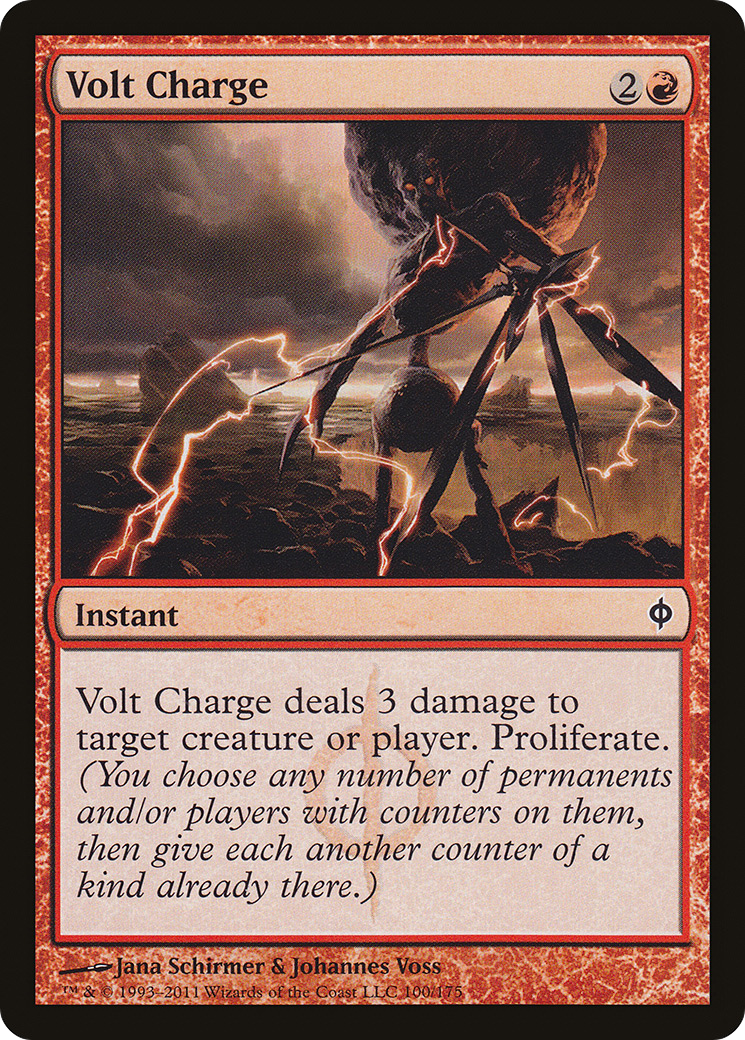 Volt Charge 2
Instant
Volt Charge deals 3 damage to
target creature or player. Proliferate.
(You choose any number of permanents
and/or players with counters on them,
then give each another counter of a
kind already there.)
Jana Schirmer & Johannes Voss
™ & © 1993–2011 Wizards of the Coast LLC 100/175